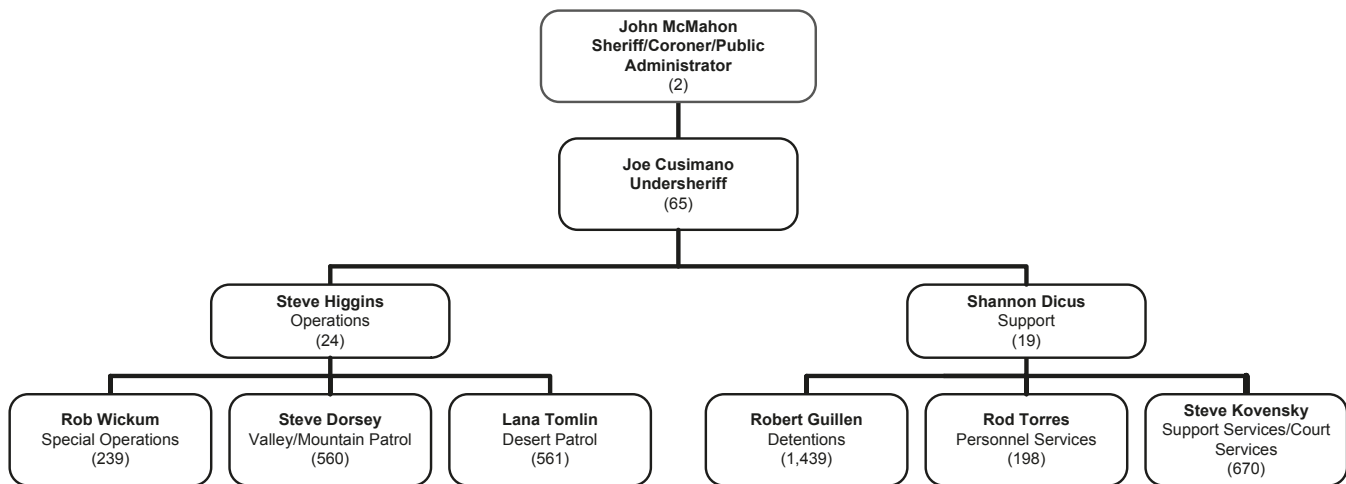 John McMahon
Sheriff/Coroner/Public
Administrator
(2)
Joe Cusimano
Undersheriff
(65)
Steve Higgins
Operations
(24)
Shannon Dicus
Support
(19)
Rob Wickum
Special Operations
(239)
Steve Dorsey
Valley/Mountain Patrol
(560)
Lana Tomlin
Desert Patrol
(561)
Robert Guillen
Detentions
(1,439)
Rod Torres
Personnel Services
(198)
Steve Kovensky
Support Services/Court
Services
(670)